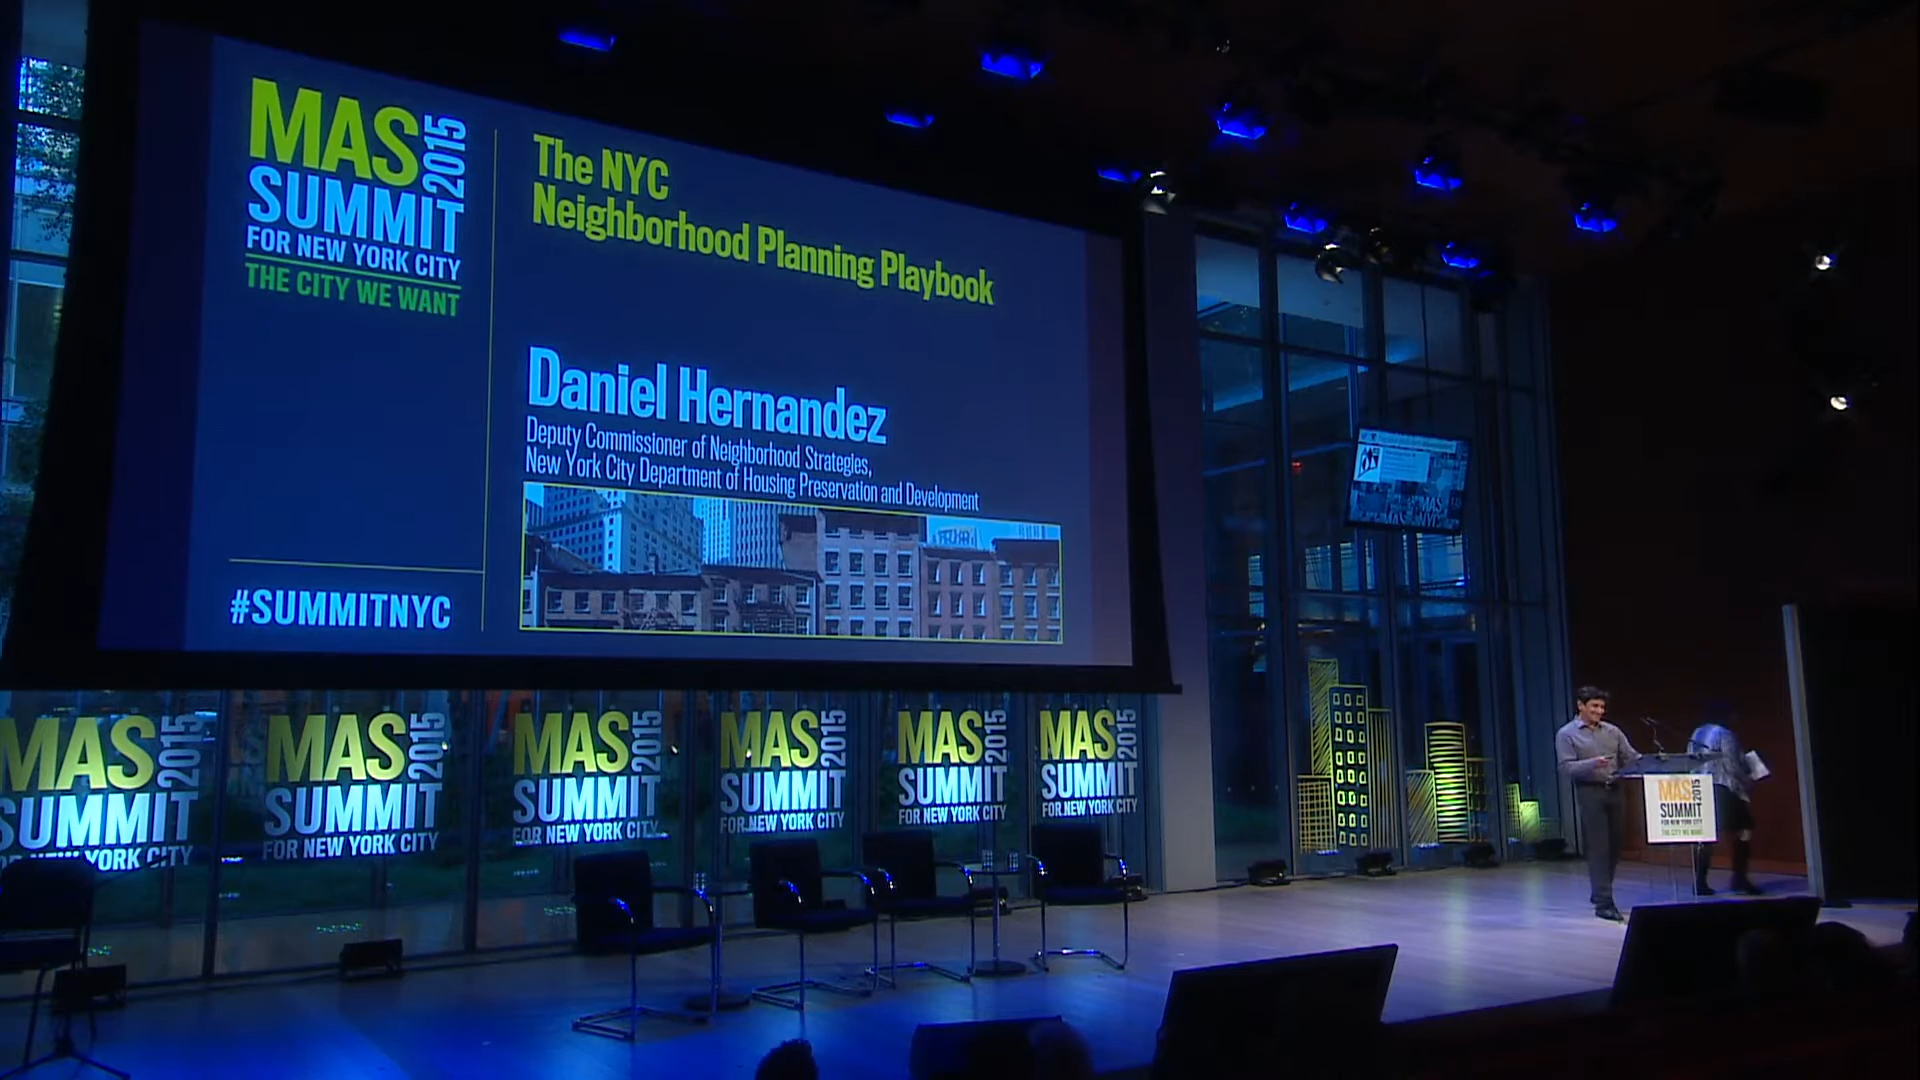 MAS
SUMMIT
2015
FOR NEW YORK CITY
THE CITY WE WANT
#SUMMITNYC
The NYC
Neighborhood Planning Playbook
Daniel Hernandez
Deputy Commissioner of Neighborhood Strategies,
New York City Department of Housing Preservation and Development
MAS
SUMMIT
2015
FOR NEW YORK CITY
MAS
SUMMIT
2015
FOR NEW YORK CITY
MAS
SUMMIT
2015
FOR NEW YORK CITY
MAS
SUMMIT
2015
FOR NEW YORK CITY
MAS
SUMMIT
2015
FOR NEW YORK CITY
MAS
SUMMIT
2015
FOR NEW YORK CITY
MAS
SUMMIT
2015
FOR NEW YORK CITY
THE CITY WE WANT
MAS